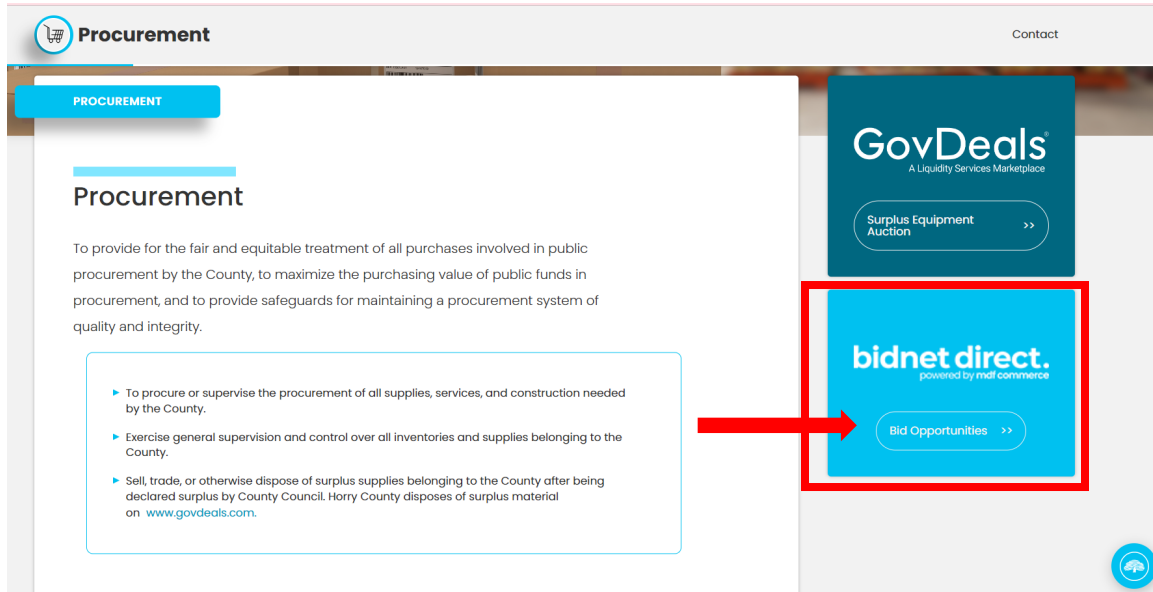 Procurement
Contact
PROCUREMENT
Procurement
To provide for the fair and equitable treatment of all purchases involved in public
procurement by the County, to maximize the purchasing value of public funds in
procurement, and to provide safeguards for maintaining a procurement system of
quality and integrity.
To procure or supervise the procurement of all supplies, services, and construction needed
by the County.
Exercise general supervision and control over all inventories and supplies belonging to the
County.
Sell, trade, or otherwise dispose of surplus supplies belonging to the County after being
declared surplus by County Council. Horry County disposes of surplus material
on www.govdeals.com.
GovDeals
A Liquidity Services Marketplace
Surplus Equipment >>
Auction
bidnet direct.
powered by mdf commerce
Bid Opportunities >>